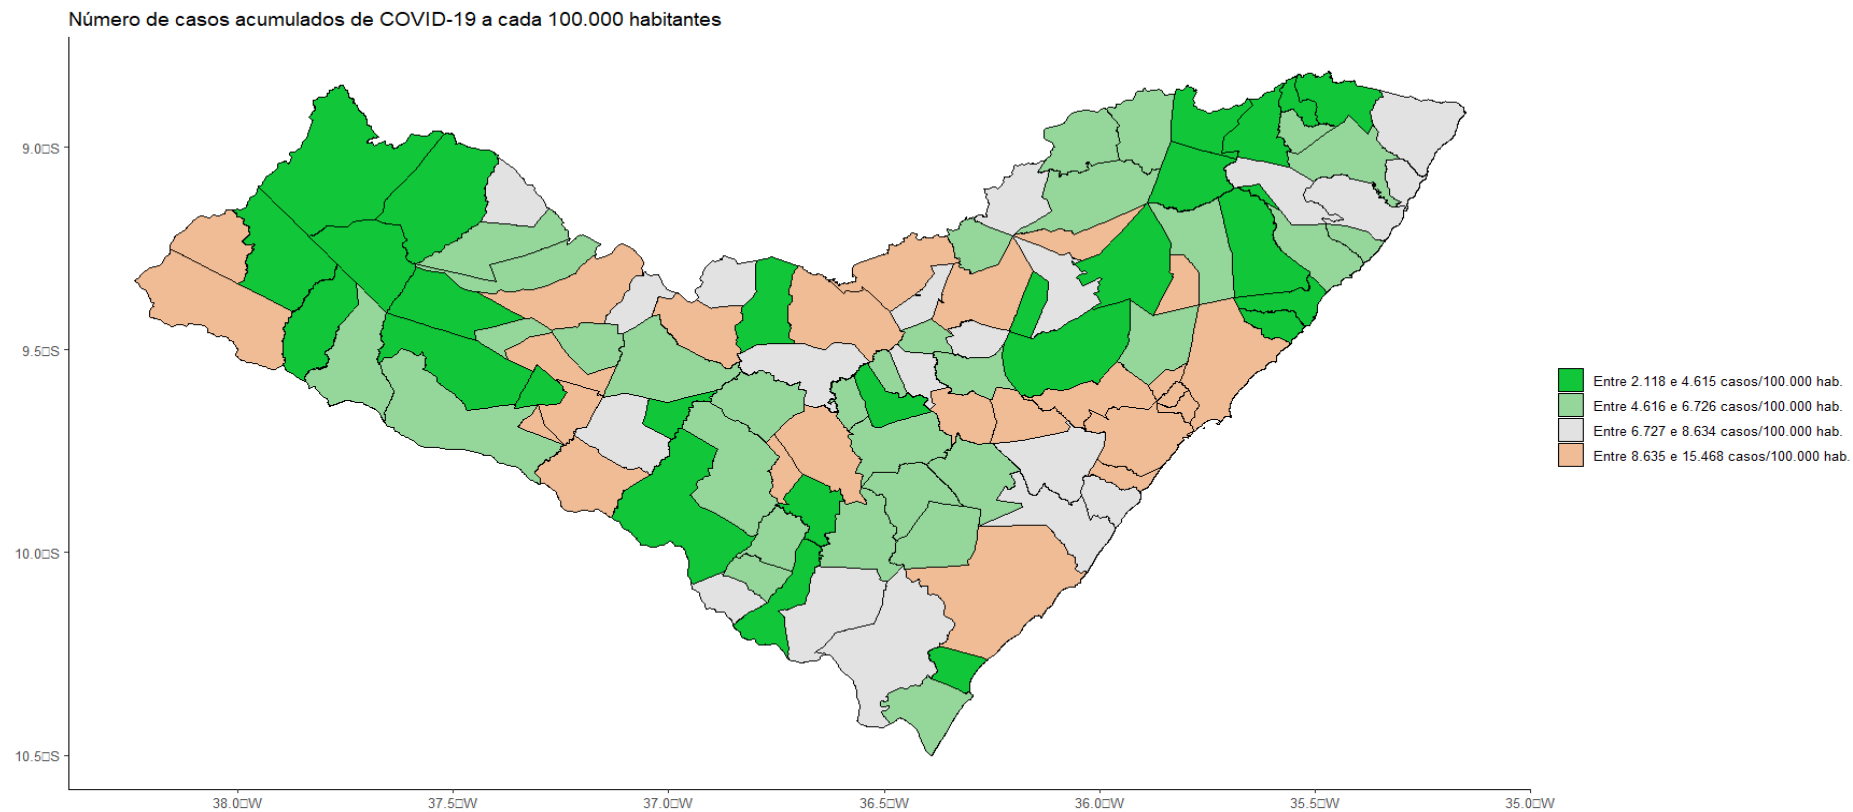 Número de casos acumulados de COVID-19 a cada 100.000 habitantes
9.0□S
9.5□S
10.0□S
10.5□S
38.0□W
37.5□W
37.0□W
36.5□W
36.0□W
35.5□W
35.0□W
Entre 2.118 e 4.615 casos/100.000 hab.
Entre 4.616 e 6.726 casos/100.000 hab.
Entre 6.727 e 8.634 casos/100.000 hab.
Entre 8.635 e 15.468 casos/100.000 hab.